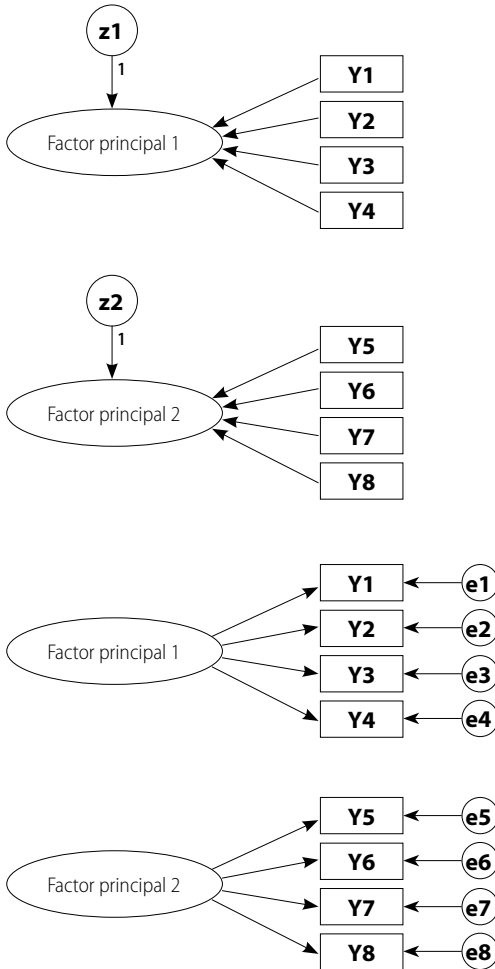 z1
1
Y1
Factor principal 1
Y2
Y3
Y4
z2
1
Y5
Factor principal 2
Y6
Y7
Y8
Y1 e1
Y2 e2
Factor principal 1
Y3 e3
Y4 e4
Y5 e5
Y6 e6
Factor principal 2
Y7 e7
Y8 e8